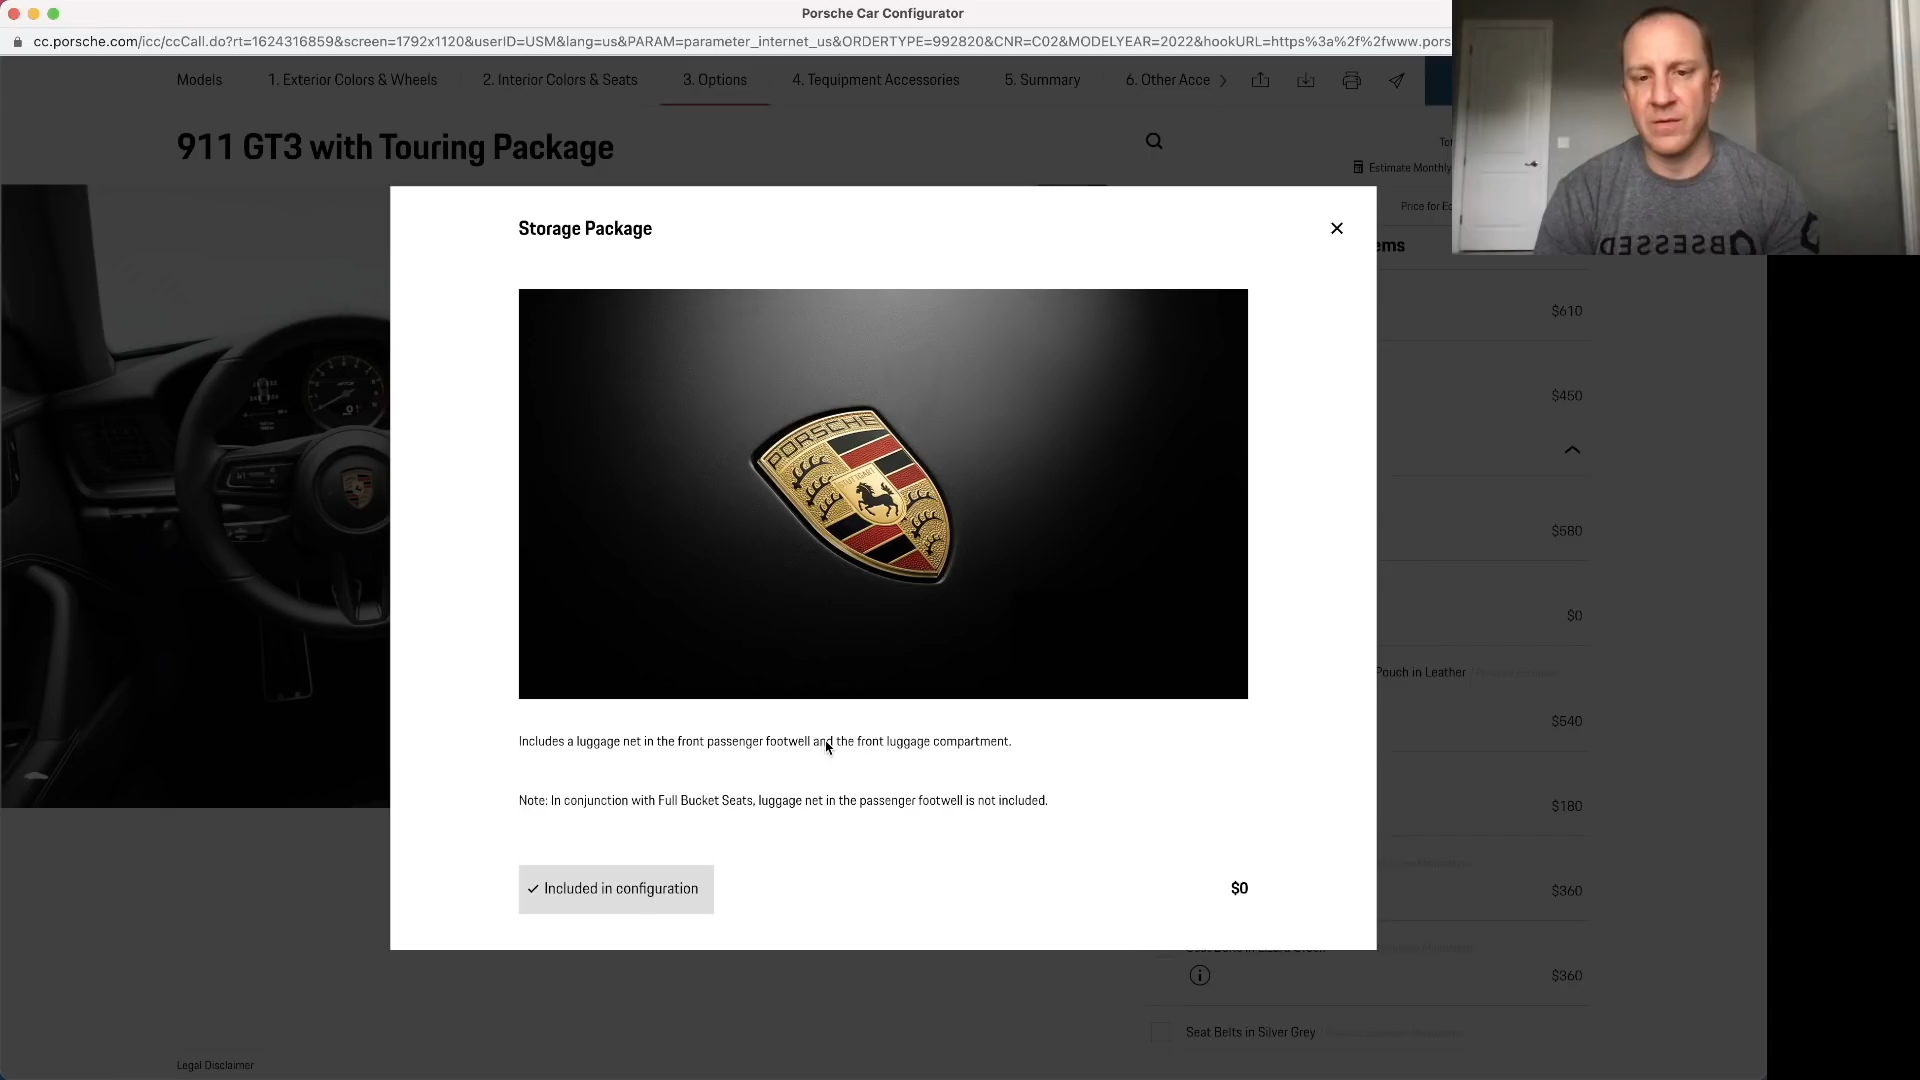 Porsche Car Configurator
cc.porsche.com/icc/ccCall.do?rt=1624316859&screen=1792x1120&userID=USM&lang=us&PARAM=parameter_internet_us&ORDERTYPE=992820&CNR=C02&MODELYEAR=2022&hookURL=https%3a%2f%2fwww.pors
Models
1. Exterior Colors & Wheels
2. Interior Colors & Seats
3. Options
4. Tequipment Accessories
5. Summary
6. Other Acce
911 GT3 with Touring Package
Estimate Monthly
Price for
OBSESSED
ems
Storage Package
PORSCHE
STUTTGART
$610
$450
$580
$0
Pouch in Leather
$540
$180
$360
$360
Seat Belts in Silver Grey
Includes a luggage net in the front passenger footwell and the front luggage compartment.
Note: In conjunction with Full Bucket Seats, luggage net in the passenger footwell is not included.
✓ Included in configuration
$0
Legal Disclaimer